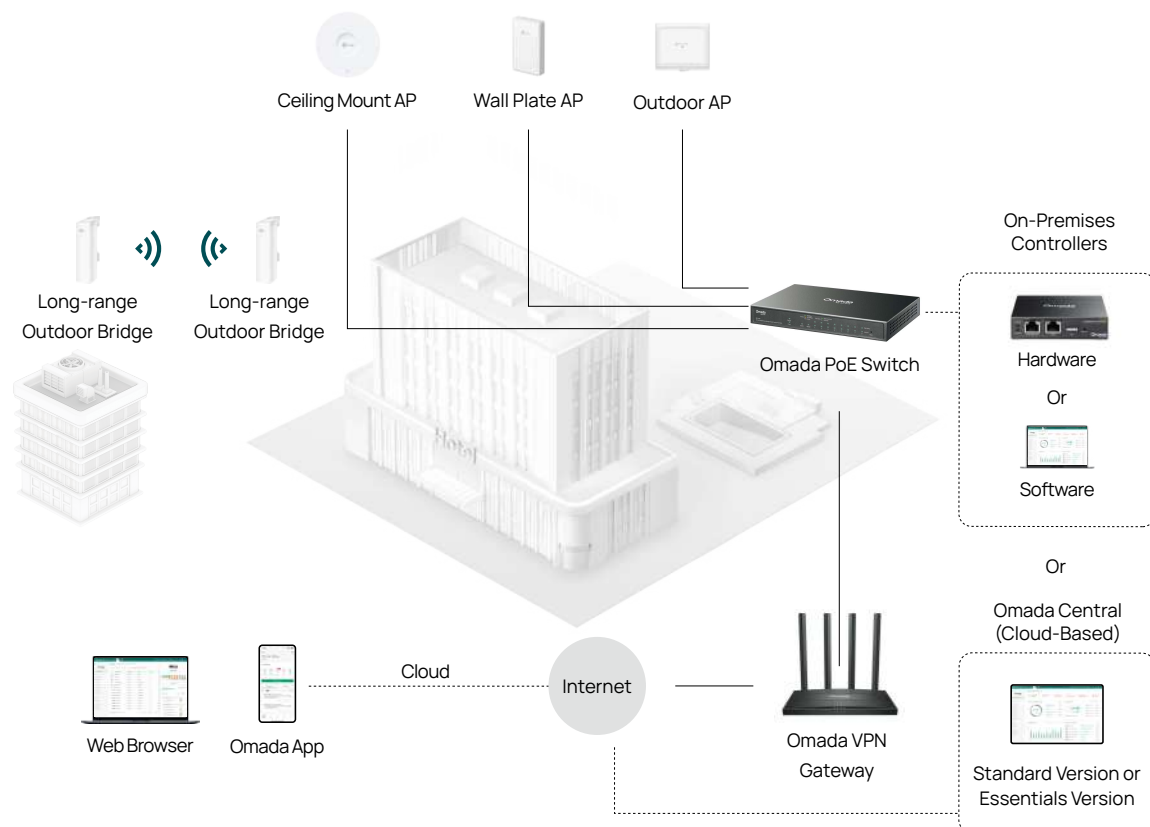 Ceiling Mount AP
Wall Plate AP
Outdoor AP
On-Premises
Controllers
Long-range
Outdoor Bridge
Long-range
Outdoor Bridge
Omada
Omada PoE Switch
Hardware
Or
Software
Hotel
Or
Omada Central
(Cloud-Based)
Cloud
Internet
Web Browser
Omada App
Omada VPN
Gateway
Standard Version or
Essentials Version